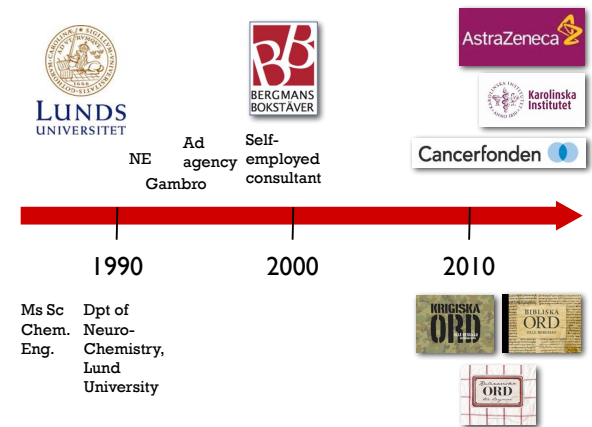 LUNDS
UNIVERSITET
BB
BERGMANS
BOKSTÄVER
AstraZeneca
Karolinska
Institutet
Cancerfonden
NE
Gambro
Ad
agency
Self-
employed
consultant
1990
2000
2010
Ms Sc
Chem.
Eng.
Dpt of
Neuro-
Chemistry,
Lund
University
KRIGISKA
ORD
BIBLISKA
ORD
ORD